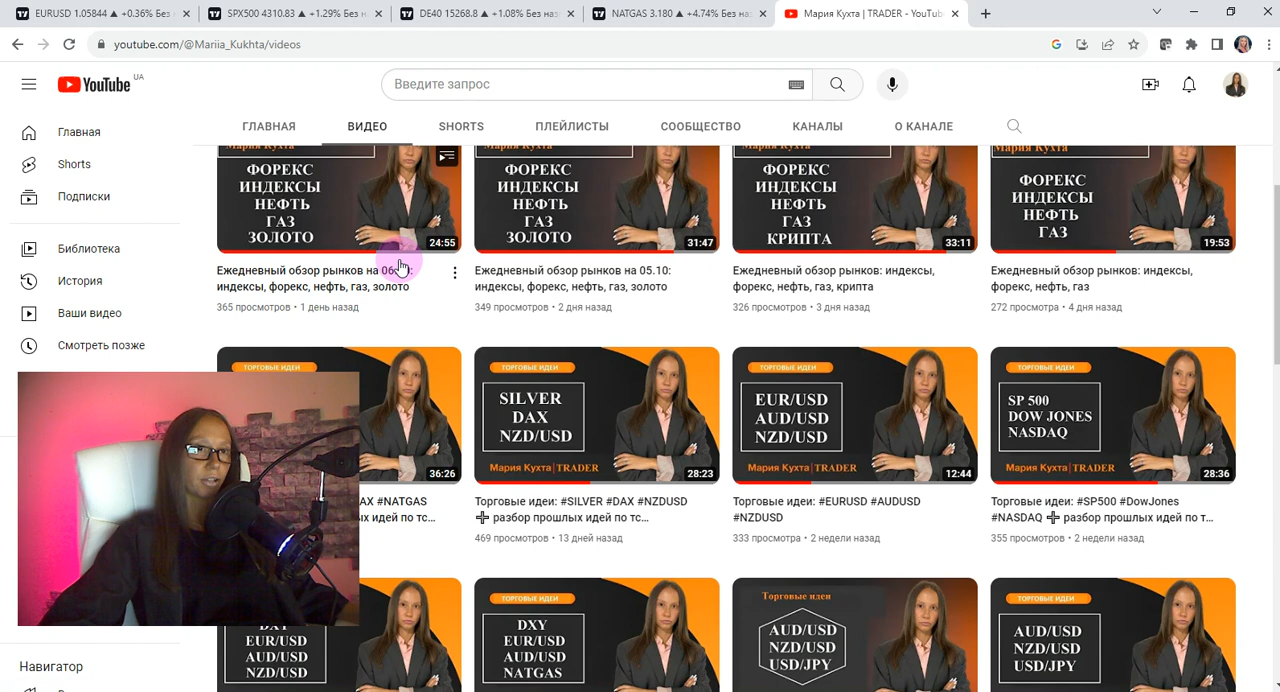 EURUSD 1.05844 ▲ +0.36% Без
SPX500 4310.83 ▲ +1.29% Без
DE40 15268.8 ▲ +1.08% Без
NATGAS 3.180 ▲ +4.74% Без
Мария Кухта | TRADER - YouTub
youtube.com/@Mariia_Kukhta/videos
YouTube UA
Введите запрос
Главная
Shorts
Подписки
Библиотека
История
Ваши видео
Смотреть позже
Навигатор
ГЛАВНАЯ
ВИДЕО
SHORTS
ПЛЕЙЛИСТЫ
СООБЩЕСТВО
КАНАЛЫ
О КАНАЛЕ
Мария Кухта
ФОРЕКС
ИНДЕКСЫ
НЕФТЬ
ГАЗ
ЗОЛОТО
24:55
Ежедневный обзор рынков на
индексы, форекс, нефть, газ, золото
365 просмотров • 1 день назад
Мария Кухта
ФОРЕКС
ИНДЕКСЫ
НЕФТЬ
ГАЗ
ЗОЛОТО
31:47
Ежедневный обзор рынков на 05.10:
индексы, форекс, нефть, газ, золото
349 просмотров • 2 дня назад
Мария Кухта
ФОРЕКС
ИНДЕКСЫ
НЕФТЬ
ГАЗ
КРИПТА
33:11
Ежедневный обзор рынков: индексы,
форекс, нефть, газ, крипта
326 просмотров • 3 дня назад
Мария Кухта
ФОРЕКС
ИНДЕКСЫ
НЕФТЬ
ГАЗ
19:53
Ежедневный обзор рынков: индексы,
форекс, нефть, газ
272 просмотра • 4 дня назад
ТОРГОВЫЕ ИДЕИ
36:26
#NATGAS
идей по тс...
ТОРГОВЫЕ ИДЕИ
SILVER
DAX
NZD/USD
Мария Кухта | TRADER
28:23
Торговые идеи: #SILVER #DAX #NZDUSD
➕ разбор прошлых идей по тс...
469 просмотров • 13 дней назад
ТОРГОВЫЕ ИДЕИ
EUR/USD
AUD/USD
NZD/USD
Мария Кухта | TRADER
12:44
Торговые идеи: #EURUSD #AUDUSD
#NZDUSD
333 просмотра • 2 недели назад
ТОРГОВЫЕ ИДЕИ
SP 500
DOW JONES
NASDAQ
Мария Кухта | TRADER
28:36
Торговые идеи: #SP500 #DowJones
#NASDAQ ➕ разбор прошлых идей по т...
355 просмотров • 2 недели назад
ТОРГОВЫЕ ИДЕИ
DXY
EUR/USD
AUD/USD
NZD/USD
ТОРГОВЫЕ ИДЕИ
DXY
EUR/USD
AUD/USD
NATGAS
Торговые идеи
AUD/USD
NZD/USD
USD/JPY
ТОРГОВЫЕ ИДЕИ
AUD/USD
NZD/USD
USD/JPY